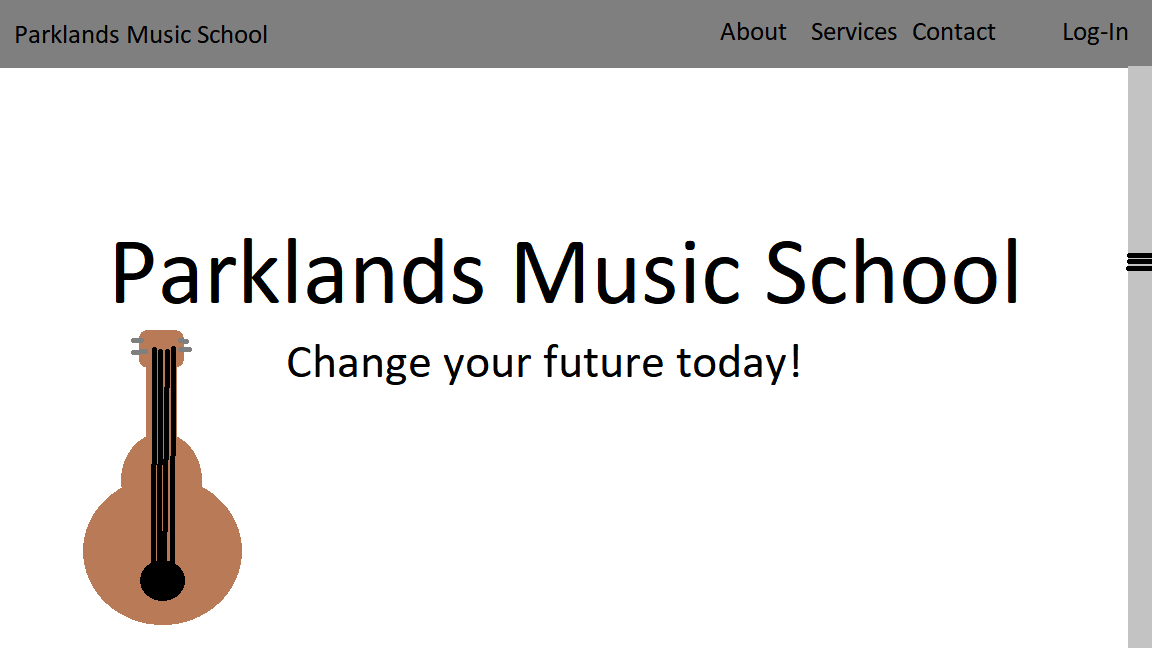 Parklands Music School
About Services Contact Log-In
Parklands Music School
Change your future today!